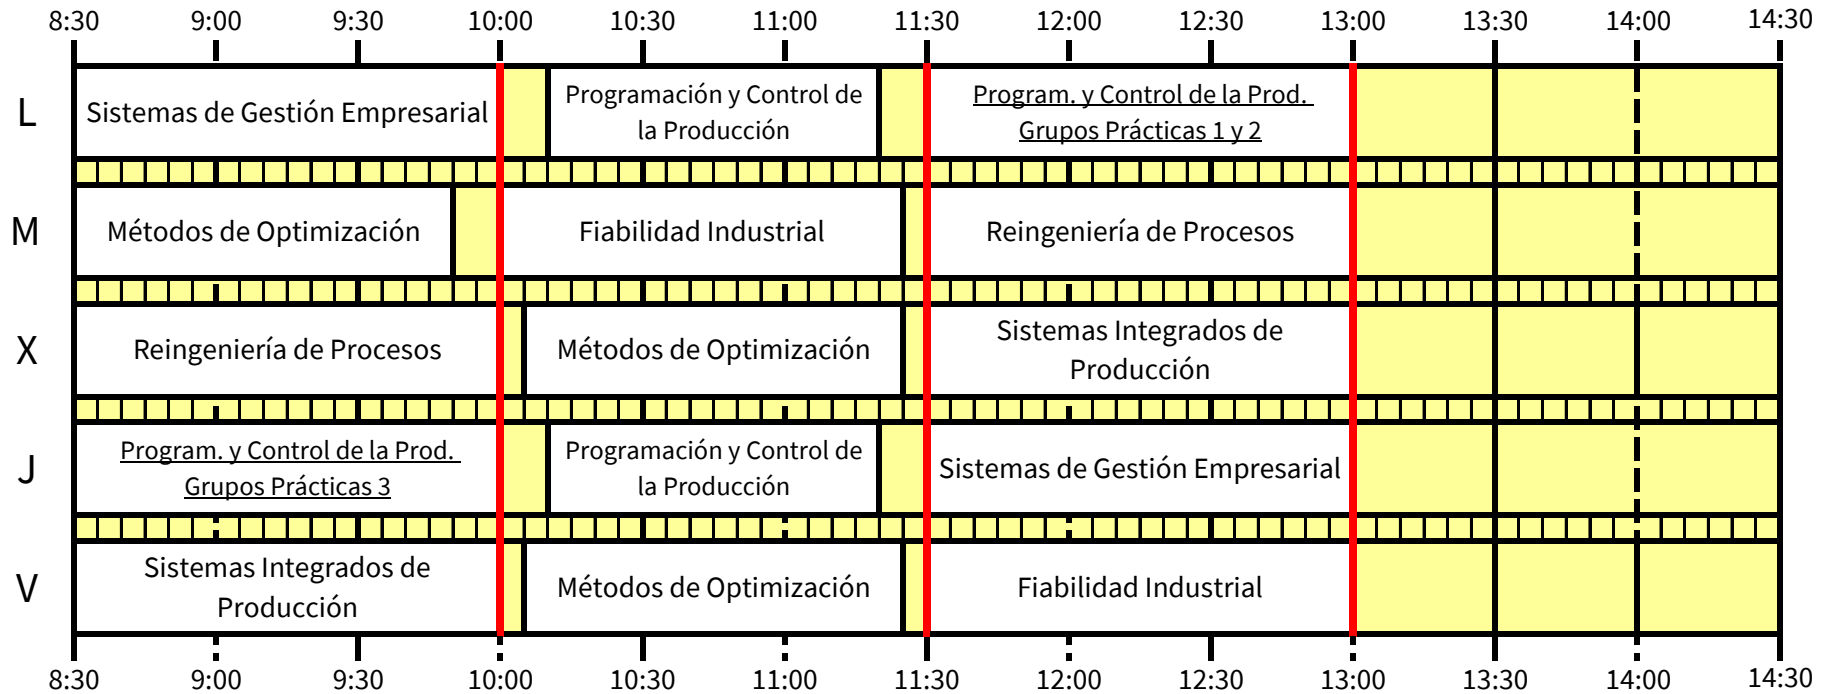 8:30 9:00 9:30 10:00 10:30 11:00 11:30 12:00 12:30 13:00 13:30 14:00 14:30
L
Sistemas de Gestión Empresarial
Programación y Control de
la Producción
Program. y Control de la Prod.
Grupos Prácticas 1 y 2
M
Métodos de Optimización
Fiabilidad Industrial
Reingeniería de Procesos
X
Reingeniería de Procesos
Métodos de Optimización
Sistemas Integrados de
Producción
J
Program. y Control de la Prod.
Grupos Prácticas 3
Programación y Control de
la Producción
Sistemas de Gestión Empresarial
V
Sistemas Integrados de
Producción
Métodos de Optimización
Fiabilidad Industrial
8:30 9:00 9:30 10:00 10:30 11:00 11:30 12:00 12:30 13:00 13:30 14:00 14:30